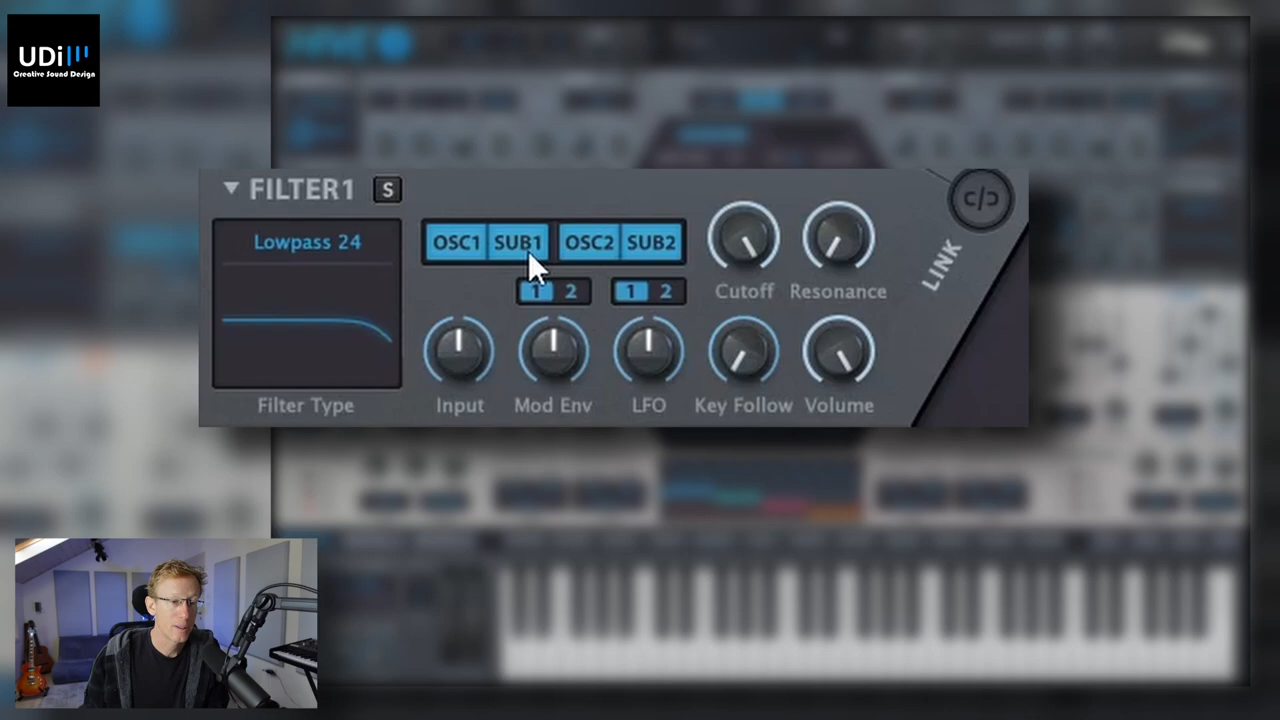 UDi
Creative Sound Design
HIVE
FILTER1 S
Lowpass 24
OSC1 SUB1 OSC2 SUB2
1 2 1 2
Cutoff Resonance
LINK
Filter Type
Input Mod Env LFO Key Follow Volume